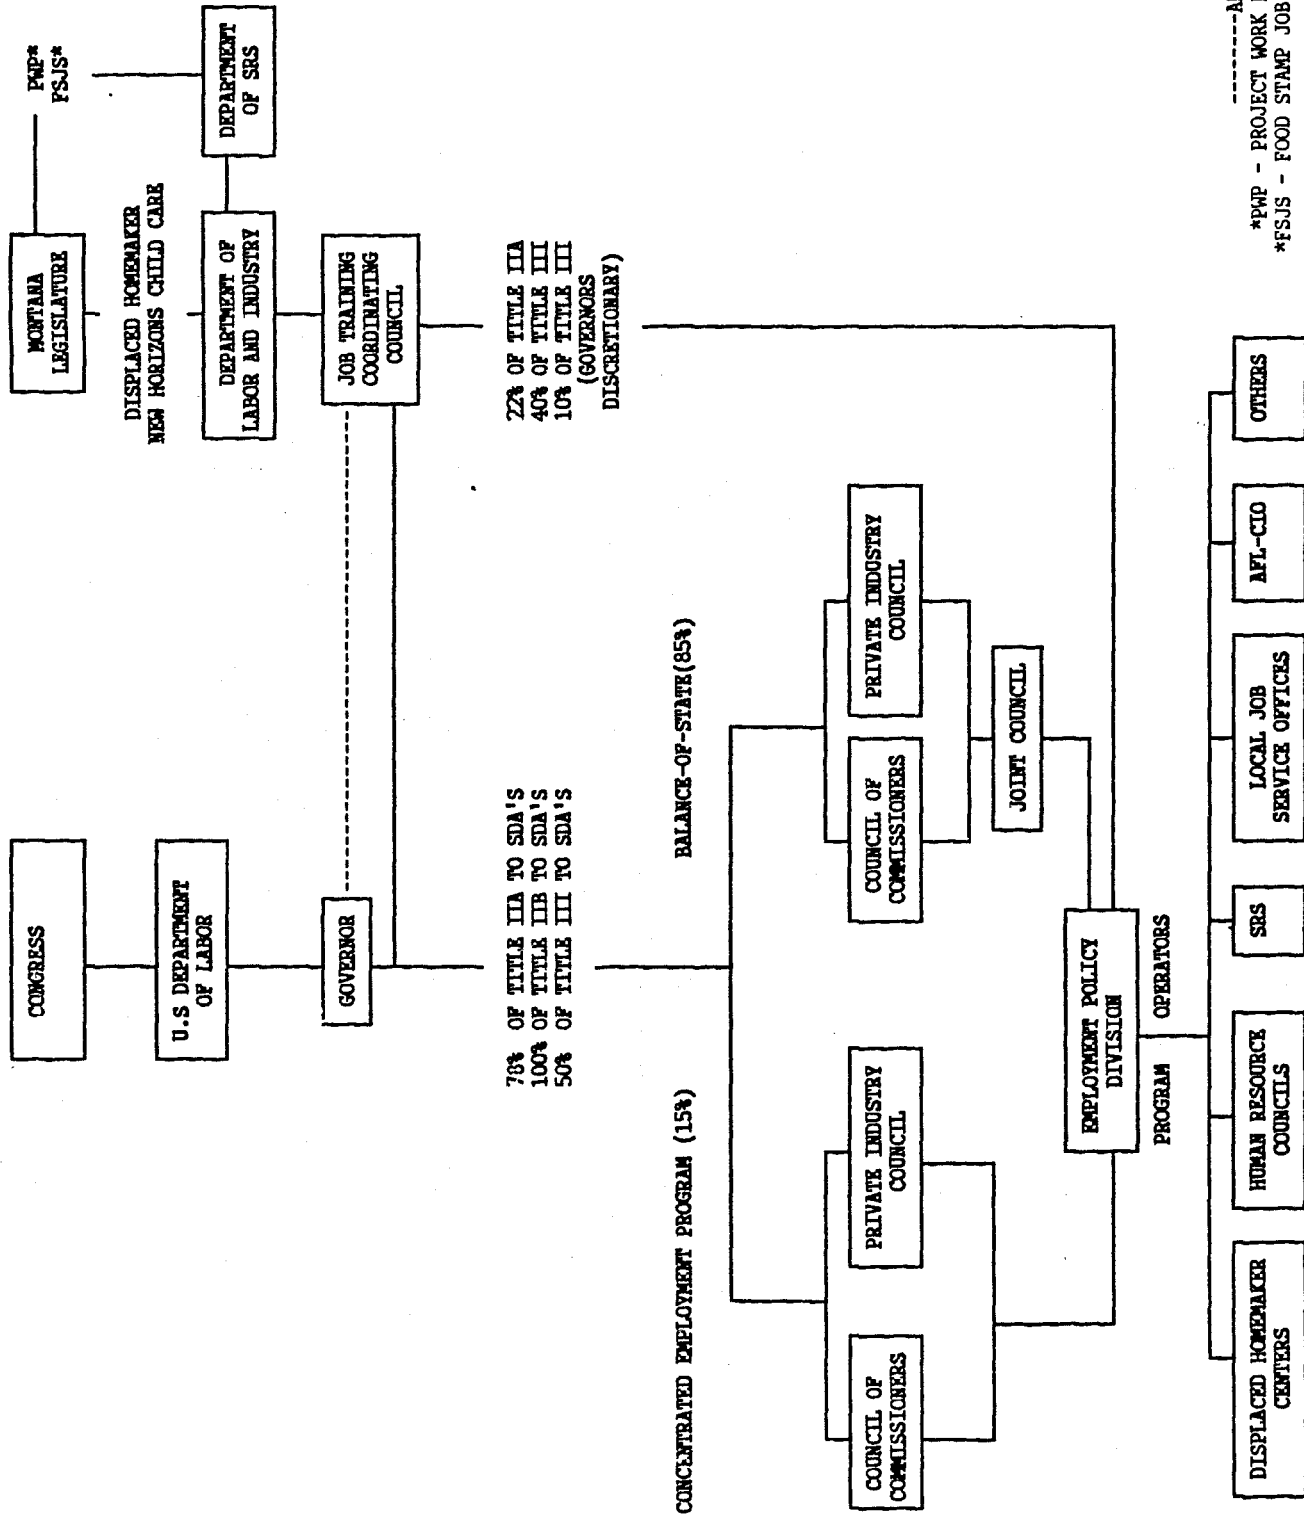 CONGRESS
MONTANA
LEGISLATURE
PWP*
FSJS*
DISPLACED HOMEMAKER
NEW HORIZONS CHILD CARE
U.S DEPARTMENT
OF LABOR
DEPARTMENT OF
LABOR AND INDUSTRY
DEPARTMENT
OF SRS
GOVERNOR
JOB TRAINING
COORDINATING
COUNCIL
78% OF TITLE IIA TO SDA'S
100% OF TITLE IIB TO SDA'S
50% OF TITLE III TO SDA'S
22% OF TITLE IIA
40% OF TITLE III
10% OF TITLE III
(GOVERNORS
DISCRETIONARY)
CONCENTRATED EMPLOYMENT PROGRAM (15%)
BALANCE-OF-STATE(85%)
COUNCIL OF
COMMISSIONERS
PRIVATE INDUSTRY
COUNCIL
COUNCIL OF
COMMISSIONERS
PRIVATE INDUSTRY
COUNCIL
JOINT COUNCIL
EMPLOYMENT POLICY
DIVISION
PROGRAM OPERATORS
DISPLACED HOMEMAKER
CENTERS
HUMAN RESOURCE
COUNCILS
SRS
LOCAL JOB
SERVICE OFFICES
AFL-CIO
OTHERS
*PWP - PROJECT WORK
*FSJS - FOOD STAMP JOB